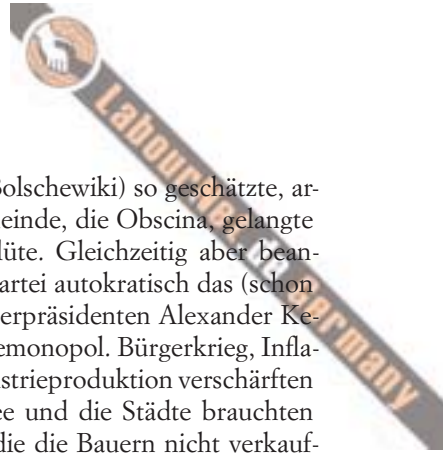 LabourNet.de Germany
Bolschewiki) so geschätzte, ar-
einde, die Obscina, gelangte
lüte. Gleichzeitig aber bean-
artei autokratisch das (schon
erpräsidenten Alexander Ke-
emonopol. Bürgerkrieg, Infla-
strieproduktion verschärften
ee und die Städte brauchten
die die Bauern nicht verkauf-